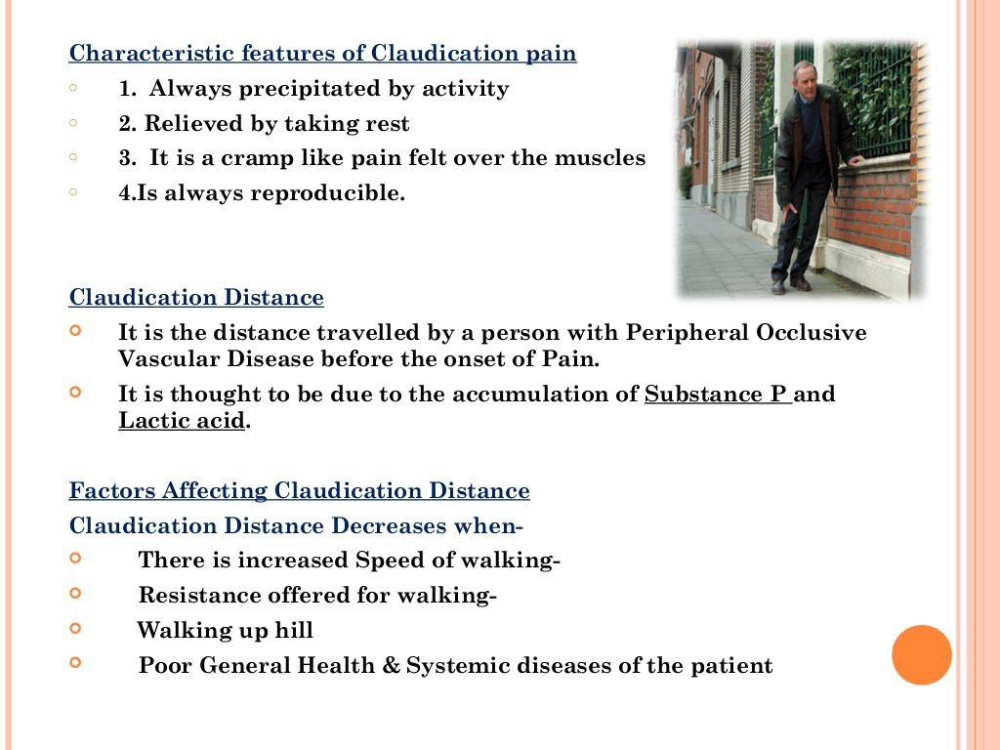 Characteristic features of Claudication pain
1. Always precipitated by activity
2. Relieved by taking rest
3. It is a cramp like pain felt over the muscles
4.Is always reproducible.
Claudication Distance
It is the distance travelled by a person with Peripheral Occlusive
Vascular Disease before the onset of Pain.
It is thought to be due to the accumulation of Substance P and
Lactic acid.
Factors Affecting Claudication Distance
Claudication Distance Decreases when-
There is increased Speed of walking-
Resistance offered for walking-
Walking up hill
Poor General Health & Systemic diseases of the patient